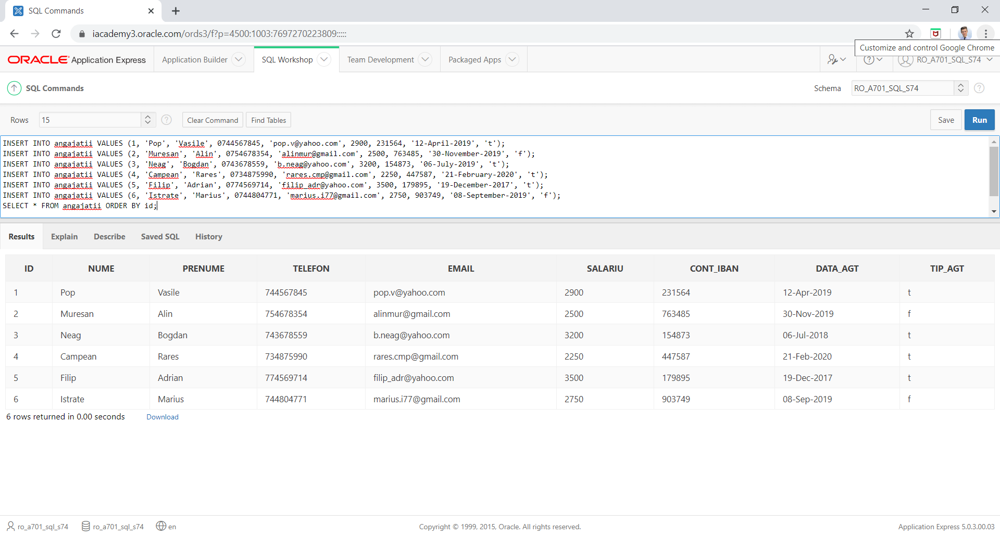 SQL Commands
iacademy3.oracle.com/ords3/f?p=4500:1003:7697270223809:::::
Customize and control Google Chrome
ORACLE Application Express
Application Builder
SQL Workshop
Team Development
Packaged Apps
RO_A701_SQL_S74
SQL Commands
Schema
RO_A701_SQL_S74
Rows
15
Clear Command
Find Tables
Save
Run
INSERT INTO angajatii VALUES (1, 'Pop', 'Vasile', 0744567845, 'pop.v@yahoo.com', 2900, 231564, '12-April-2019', 't');
INSERT INTO angajatii VALUES (2, 'Muresan', 'Alin', 0754678354, 'alinmur@gmail.com', 2500, 763485, '30-November-2019', 'f');
INSERT INTO angajatii VALUES (3, 'Neag', 'Bogdan', 0743678559, 'b.neag@yahoo.com', 3200, 154873, '06-July-2019', 't');
INSERT INTO angajatii VALUES (4, 'Campean', 'Rares', 0734875990, 'rares.cmp@gmail.com', 2250, 447587, '21-February-2020', 't');
INSERT INTO angajatii VALUES (5, 'Filip', 'Adrian', 0774569714, 'filip_adr@yahoo.com', 3500, 179895, '19-December-2017', 't');
INSERT INTO angajatii VALUES (6, 'Istrate', 'Marius', 0744804771, 'marius.i77@gmail.com', 2750, 903749, '08-September-2019', 'f');
SELECT * FROM angajatii ORDER BY id;
Results Explain Describe Saved SQL History
ID NUME PRENUME TELEFON EMAIL SALARIU CONT_IBAN DATA_AGT TIP_AGT
1 Pop Vasile 744567845 pop.v@yahoo.com 2900 231564 12-Apr-2019 t
2 Muresan Alin 754678354 alinmur@gmail.com 2500 763485 30-Nov-2019 f
3 Neag Bogdan 743678559 b.neag@yahoo.com 3200 154873 06-Jul-2018 t
4 Campean Rares 734875990 rares.cmp@gmail.com 2250 447587 21-Feb-2020 t
5 Filip Adrian 774569714 filip_adr@yahoo.com 3500 179895 19-Dec-2017 t
6 Istrate Marius 744804771 marius.i77@gmail.com 2750 903749 08-Sep-2019 f
6 rows returned in 0.00 seconds
Download
ro_a701_sql_s74
ro_a701_sql_s74
en
Copyright © 1999, 2015, Oracle. All rights reserved.
Application Express 5.0.3.00.03